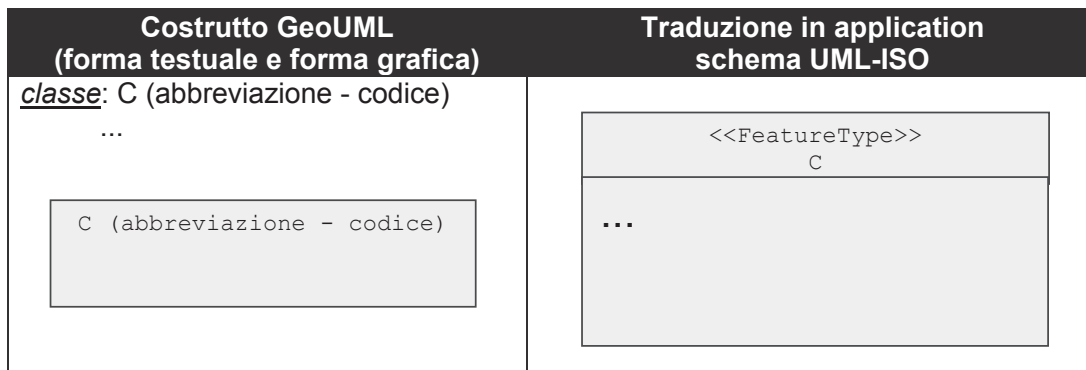 Costrutto GeoUML
(forma testuale e forma grafica)
Traduzione in application
schema UML-ISO
classe: C (abbreviazione - codice)
...
C (abbreviazione - codice)
<<FeatureType>>
C
...